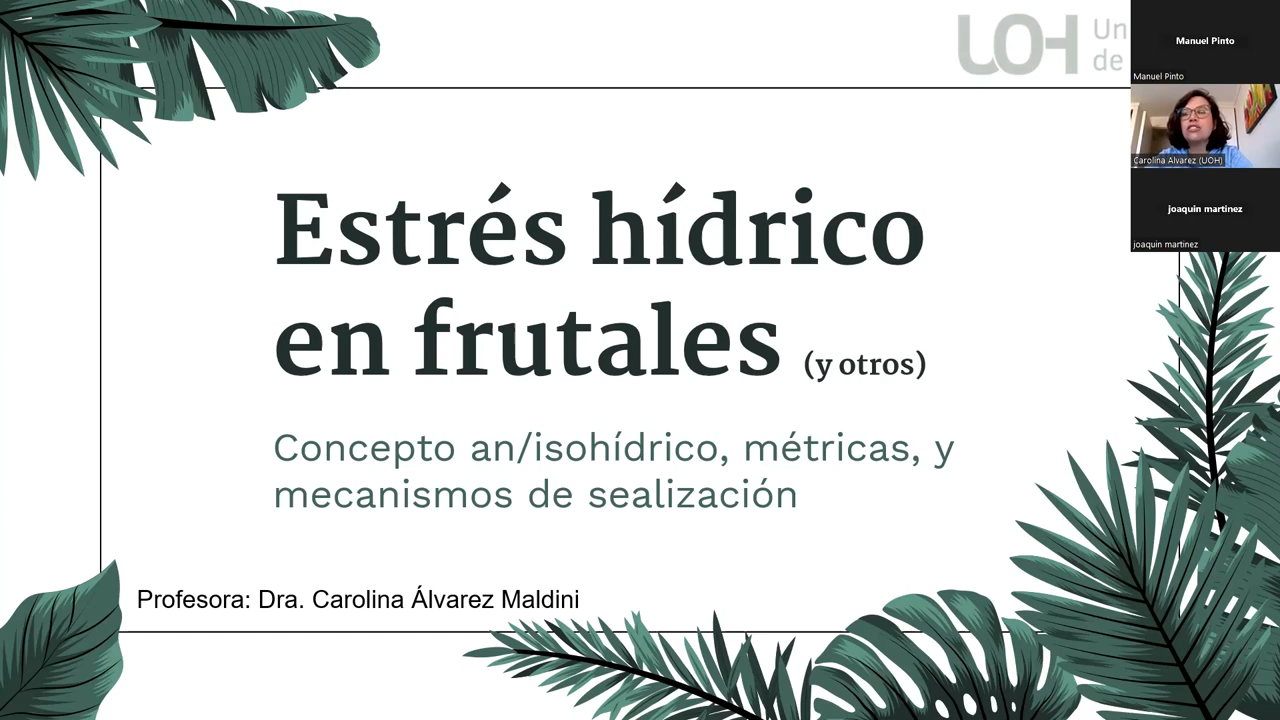 UOH Un
de
Manuel Pinto
Manuel Pinto
Carolina Alvarez (UOH)
joaquin martinez
joaquin martinez
Estrés hídrico
en frutales (y otros)
Concepto an/isohídrico, métricas, y
mecanismos de sealización
Profesora: Dra. Carolina Álvarez Maldini